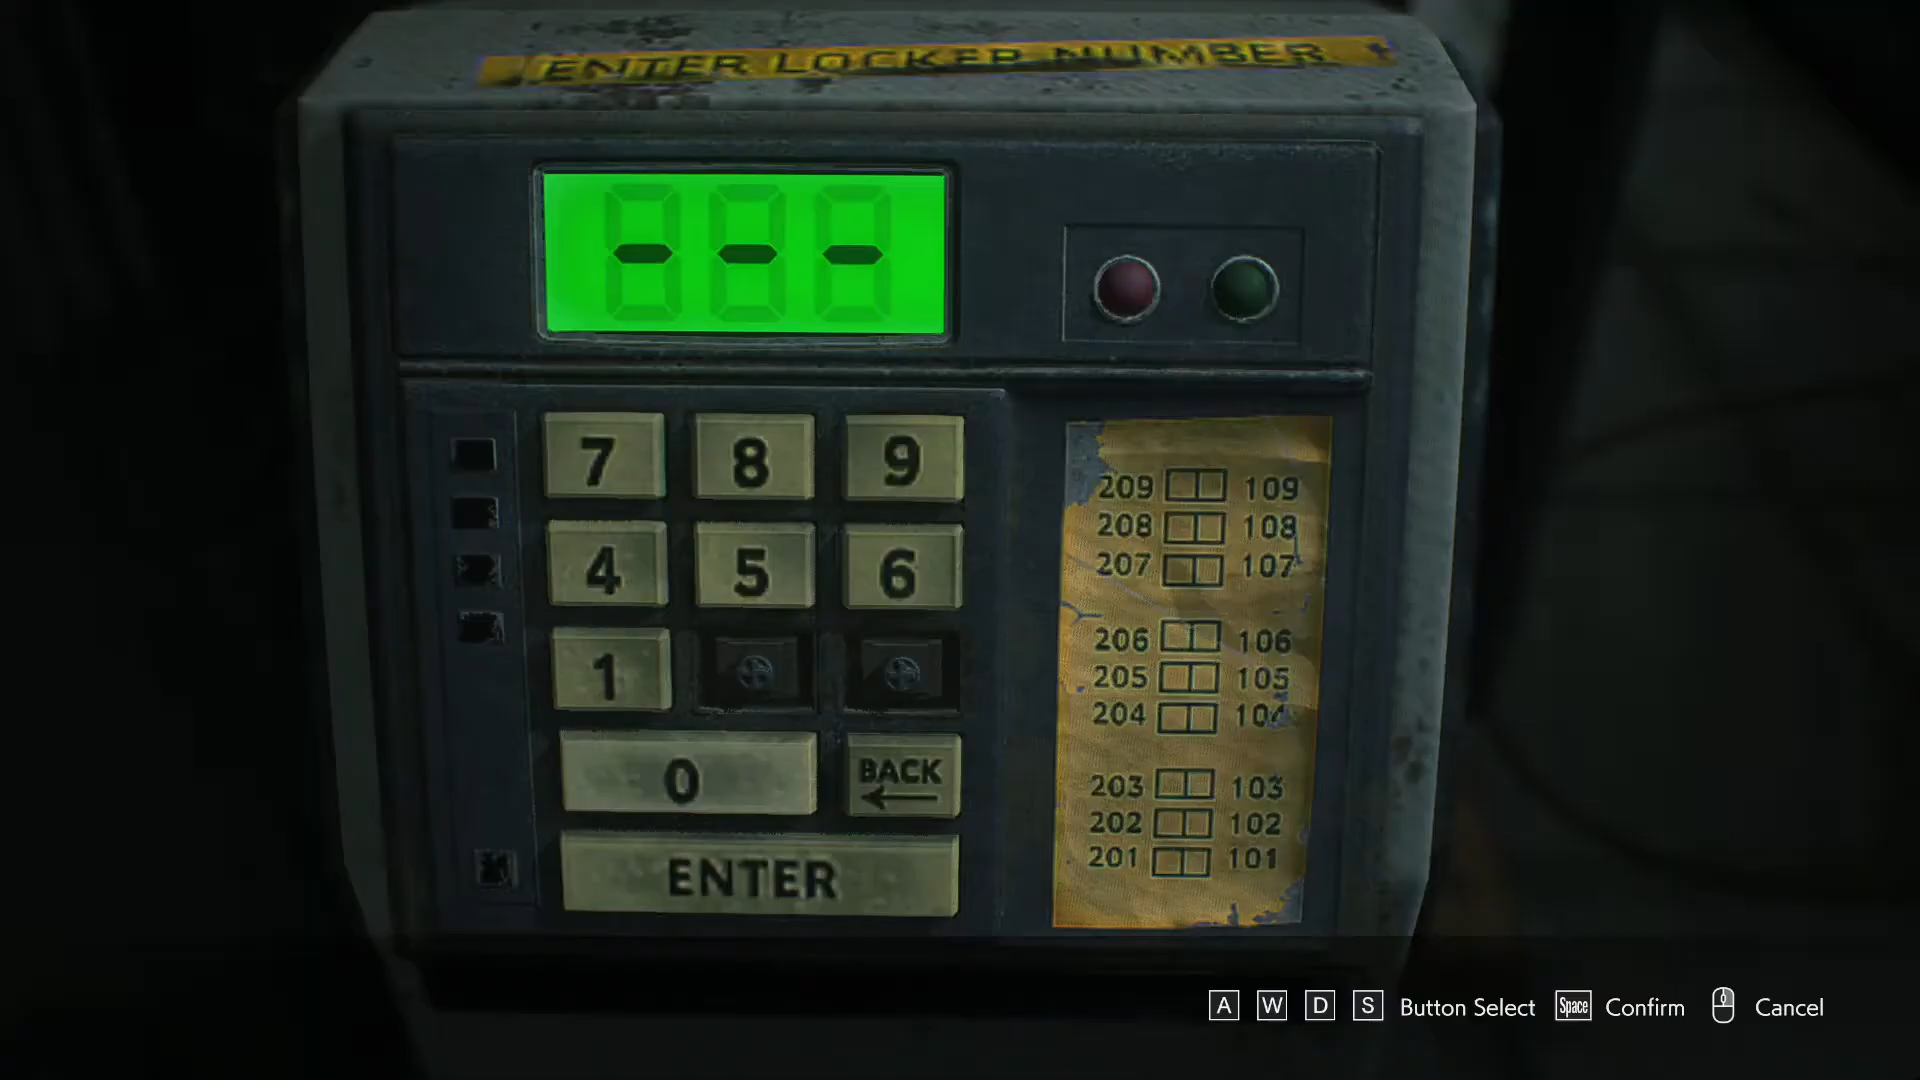 ENTER LOCKER NUMBER
---
7 8 9
4 5 6
1
0 BACK
ENTER
209 109
208 108
207 107
206 106
205 105
204 104
203 103
202 102
201 101
A W D S Button Select Space Confirm Cancel